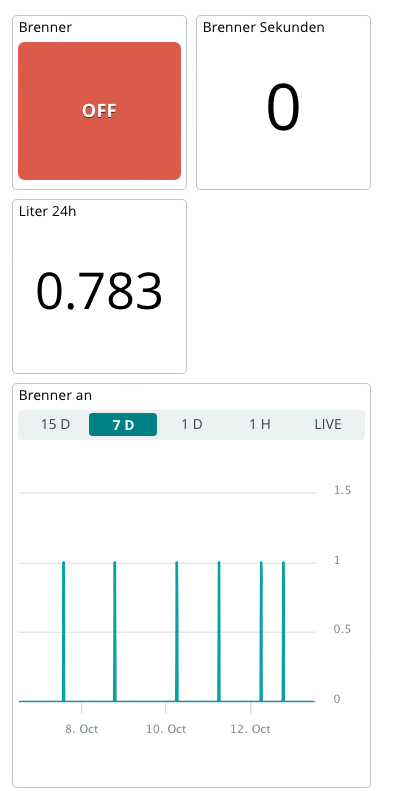 Brenner
Brenner Sekunden
OFF
0
Liter 24h
0.783
Brenner an
15 D 7 D 1 D 1 H LIVE
1.5
1
0.5
0
8. Oct 10. Oct 12. Oct